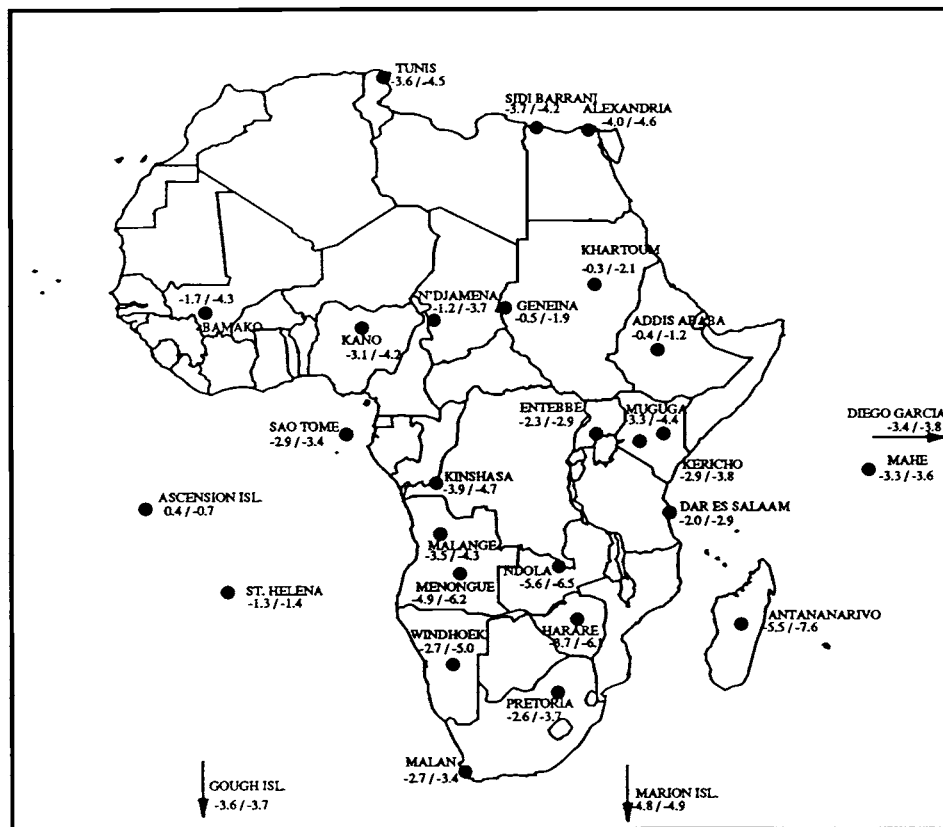 TUNIS
-3.6 / -4.5
SIDI BARRANI
-3.7 / -4.2
ALEXANDRIA
-4.0 / -4.6
KHARTOUM
-0.3 / -2.1
-1.7 / -4.3
BAMAKO
N'DJAMENA
-1.2 / -3.7
GENEINA
-0.5 / -1.9
KANO
-3.1 / -4.2
ADDIS ABABA
-0.4 / -1.2
SAO TOME
-2.9 / -3.4
ENTEBBE
-2.3 / -2.9
MUGUGA
-3.3 / -4.4
DIEGO GARCIA
-3.4 / -3.8
KERICHO
-2.9 / -3.8
MAHE
-3.3 / -3.6
KINSHASA
-3.9 / -4.7
ASCENSION ISL.
0.4 / -0.7
DAR ES SALAAM
-2.0 / -2.9
MALANGE
-3.5 / -4.3
NDOLA
-5.6 / -6.5
MENONGUE
-4.9 / -6.2
ST. HELENA
-1.3 / -1.4
ANTANANARIVO
-5.5 / -7.6
HARARE
WINDHOEK
-2.7 / -5.0
PRETORIA
-2.6 / -3.7
MALAN
-2.7 / -3.4
GOUGH ISL.
-3.6 / -3.7
MARION ISL.
-4.8 / -4.9